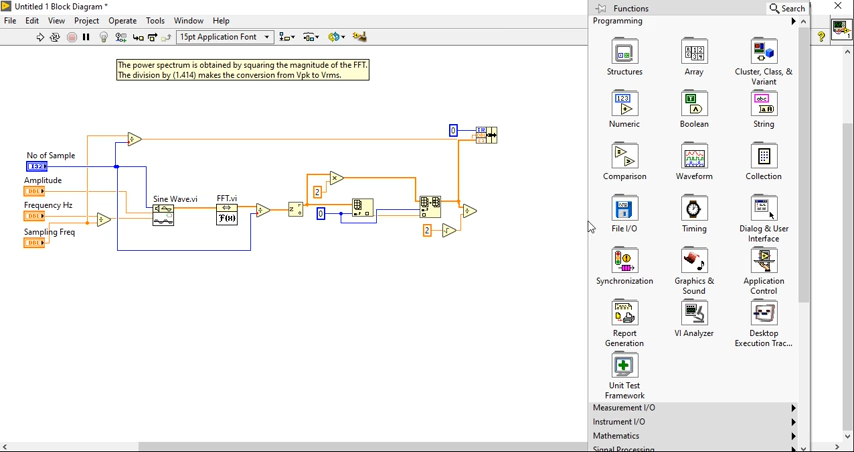 Untitled 1 Block Diagram *
File Edit View Project Operate Tools Window Help
15pt Application Font
The power spectrum is obtained by squaring the magnitude of the FFT.
The division by (1.414) makes the conversion from Vpk to Vrms.
0
No of Sample
I32
Amplitude
DBL
2
Sine Wave.vi FFT.vi
Frequency Hz
DBL
0
2
Sampling Freq
DBL
Functions
Search
Programming
Structures Array Cluster, Class, &
Variant
Numeric Boolean String
Comparison Waveform Collection
File I/O Timing Dialog & User
Interface
Synchronization Graphics &
Sound
Application
Control
Report
Generation
VI Analyzer
Desktop
Execution Trac...
Unit Test
Framework
Measurement I/O
Instrument I/O
Mathematics
Signal Processing